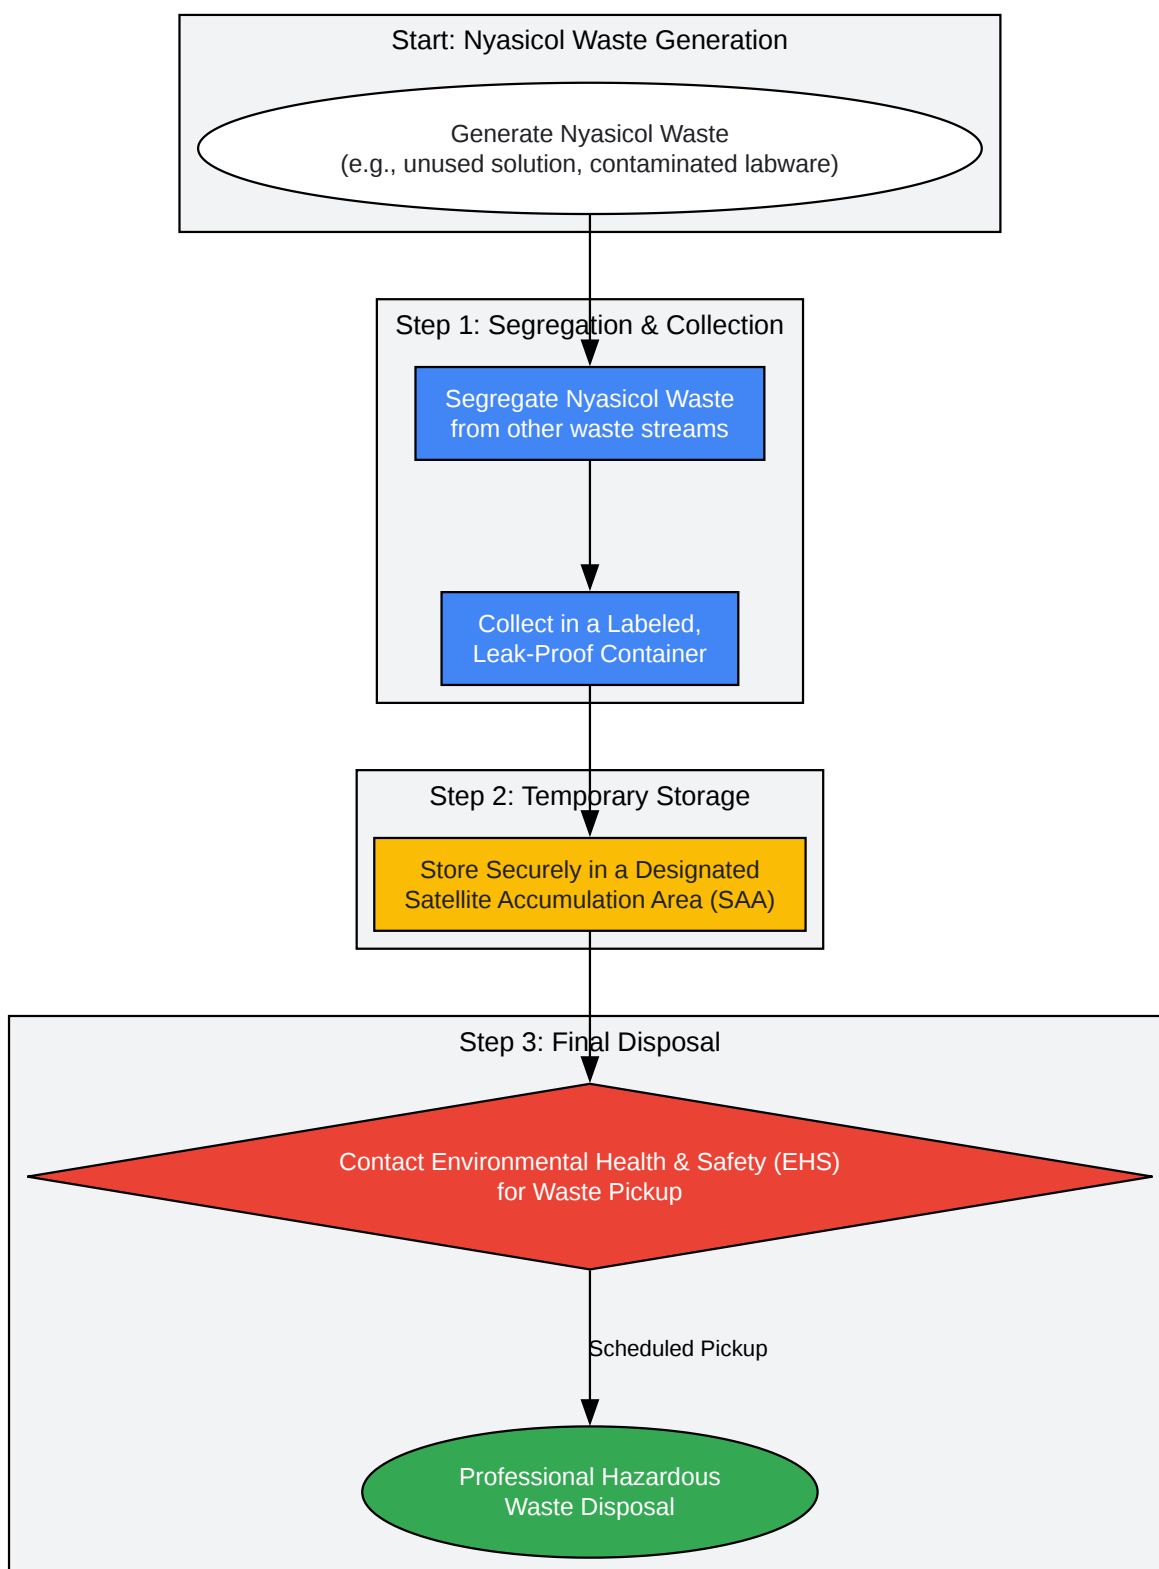 Start: Nyasicol Waste Generation
Generate Nyasicol Waste
(e.g., unused solution, contaminated labware)
Step 1: Segregation & Collection
Segregate Nyasicol Waste
from other waste streams
Collect in a Labeled,
Leak-Proof Container
Step 2: Temporary Storage
Store Securely in a Designated
Satellite Accumulation Area (SAA)
Step 3: Final Disposal
Contact Environmental Health & Safety (EHS)
for Waste Pickup
Scheduled Pickup
Professional Hazardous
Waste Disposal